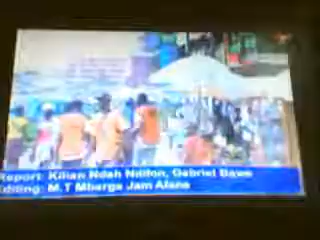 Report: Kilian Ndah Ndifon, Gabriel Bawe
Editing: M.T Mbarga Jam Afane